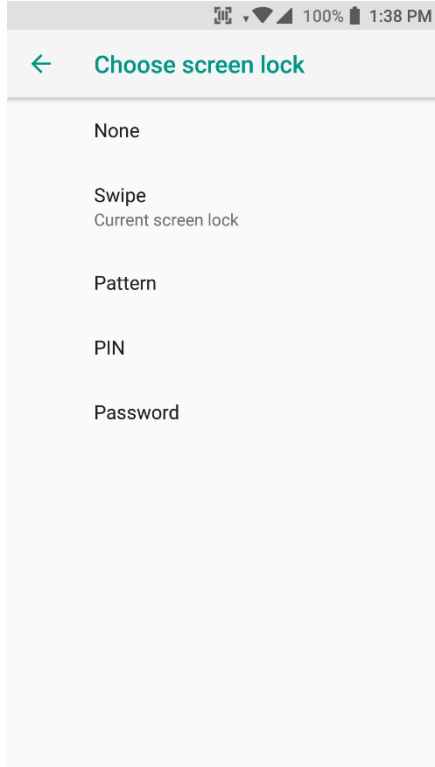 100% 1:38 PM
Choose screen lock
None
Swipe
Current screen lock
Pattern
PIN
Password